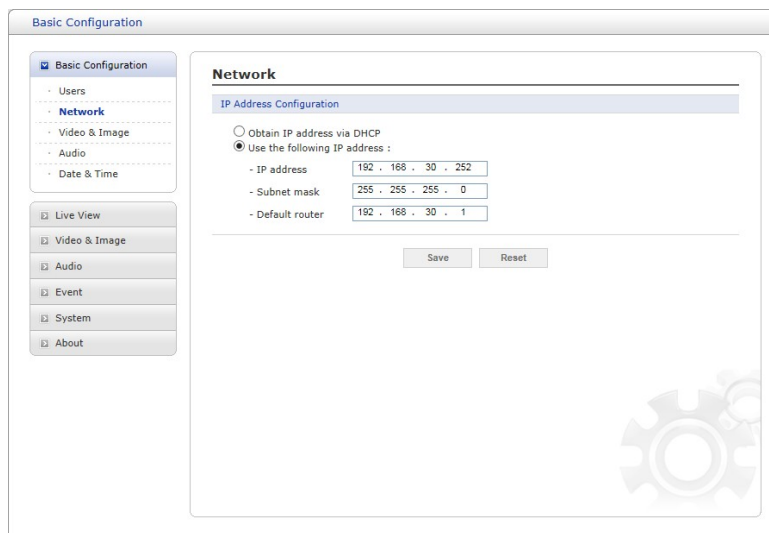 Basic Configuration
Basic Configuration
Users
Network
Video & Image
Audio
Date & Time
Live View
Video & Image
Audio
Event
System
About
Network
IP Address Configuration
Obtain IP address via DHCP
Use the following IP address :
- IP address 192 . 168 . 30 . 252
- Subnet mask 255 . 255 . 255 . 0
- Default router 192 . 168 . 30 . 1
Save Reset